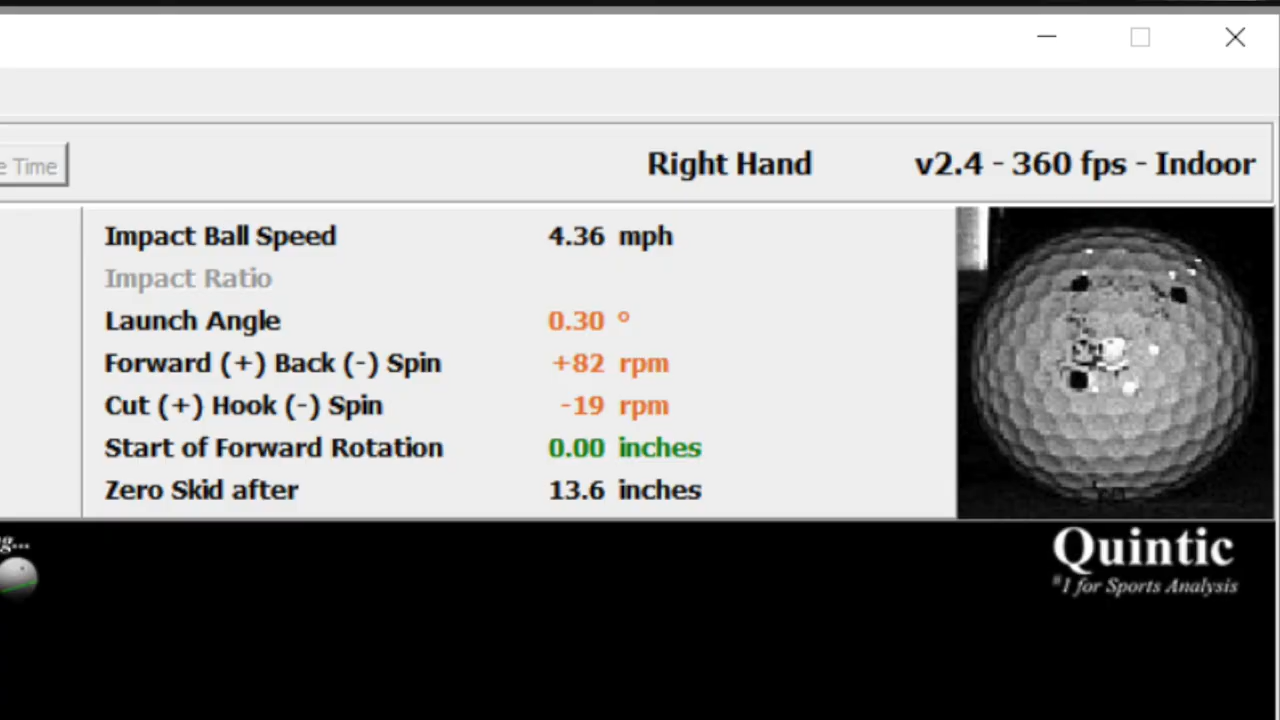 e Time
Right Hand
v2.4 - 360 fps - Indoor
Impact Ball Speed 4.36 mph
Impact Ratio
Launch Angle 0.30 °
Forward (+) Back (-) Spin +82 rpm
Cut (+) Hook (-) Spin -19 rpm
Start of Forward Rotation 0.00 inches
Zero Skid after 13.6 inches
g...
Quintic
#1 for Sports Analysis